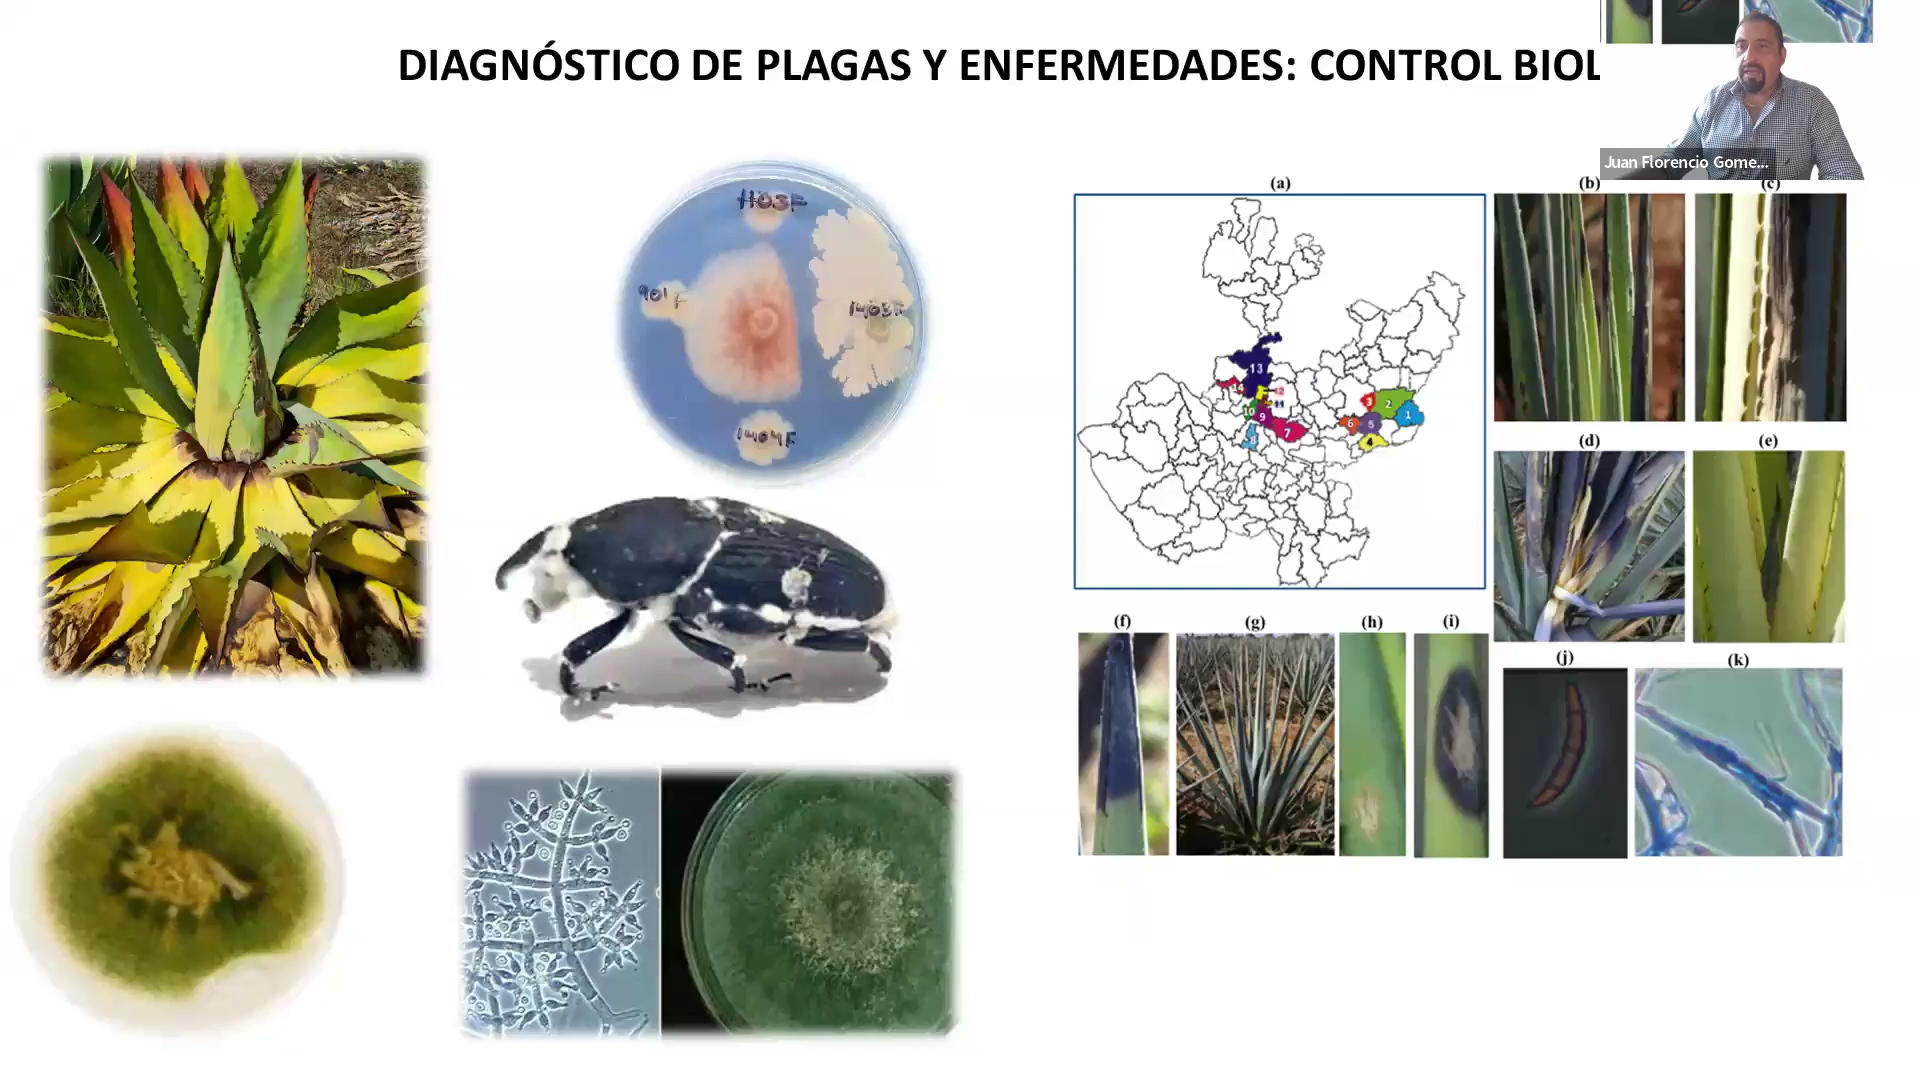 DIAGNÓSTICO DE PLAGAS Y ENFERMEDADES: CONTROL BIOL
Juan Florencio Gome...
(a)
(b)
(c)
1103F
901F
1403F
1404F
13
14
12
11
10
9
8
7
3
2
1
6
5
4
(d)
(e)
(f)
(g)
(h)
(i)
(j)
(k)